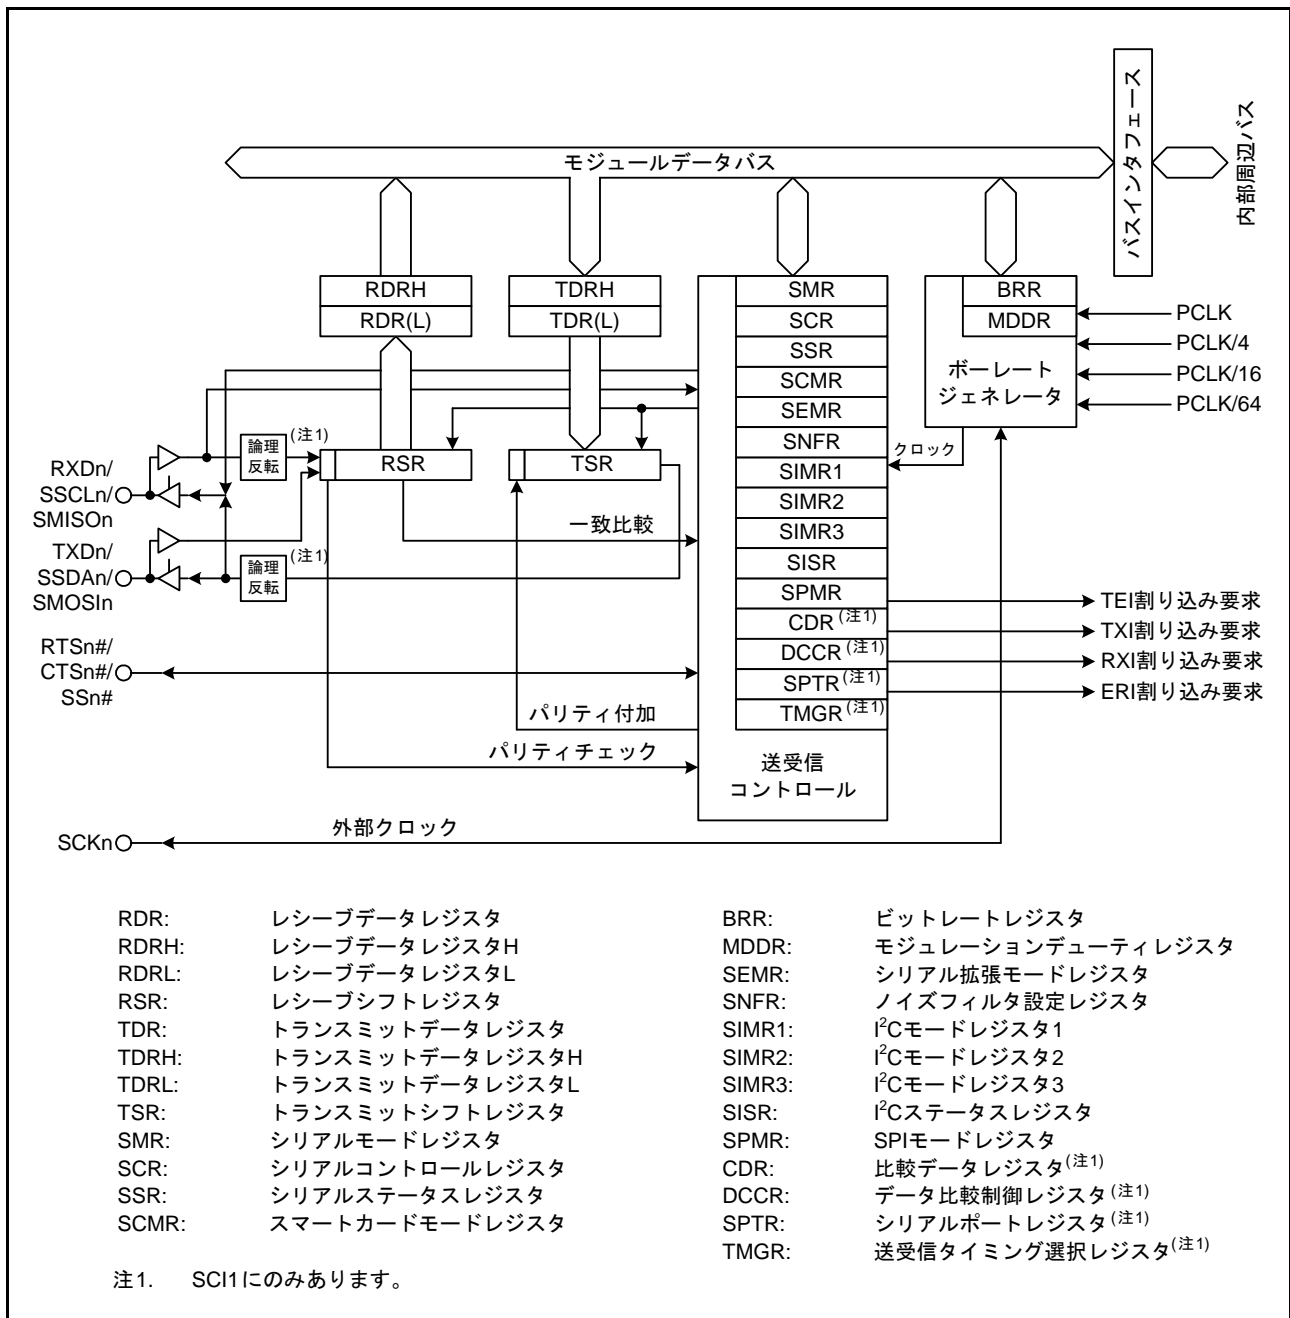 モジュールデータバス
バスインタフェース
内部周辺バス
RDRH
RDR(L)
TDRH
TDR(L)
SMR
SCR
SSR
SCMR
SEMR
SNFR
SIMR1
SIMR2
SIMR3
SISR
SPMR
CDR(注1)
DCCR(注1)
SPTR(注1)
TMGR(注1)
送受信
コントロール
BRR
MDDR
ボーレート
ジェネレータ
PCLK
PCLK/4
PCLK/16
PCLK/64
クロック
RXDn/
SSCLn/
SMISOn
論理
反転
(注1)
RSR
TSR
一致比較
TXDn/
SSDAn/
SMOSIn
論理
反転
(注1)
RTSn#/
CTSn#/
SSn#
パリティ付加
パリティチェック
TEI割り込み要求
TXI割り込み要求
RXI割り込み要求
ERI割り込み要求
外部クロック
SCKn
RDR: レシーブデータレジスタ
RDRH: レシーブデータレジスタH
RDRL: レシーブデータレジスタL
RSR: レシーブシフトレジスタ
TDR: トランスミットデータレジスタ
TDRH: トランスミットデータレジスタH
TDRL: トランスミットデータレジスタL
TSR: トランスミットシフトレジスタ
SMR: シリアルモードレジスタ
SCR: シリアルコントロールレジスタ
SSR: シリアルステータスレジスタ
SCMR: スマートカードモードレジスタ
BRR: ビットレートレジスタ
MDDR: モジュレーションデューティレジスタ
SEMR: シリアル拡張モードレジスタ
SNFR: ノイズフィルタ設定レジスタ
SIMR1: I²Cモードレジスタ1
SIMR2: I²Cモードレジスタ2
SIMR3: I²Cモードレジスタ3
SISR: I²Cステータスレジスタ
SPMR: SPIモードレジスタ
CDR: 比較データレジスタ(注1)
DCCR: データ比較制御レジスタ(注1)
SPTR: シリアルポートレジスタ(注1)
TMGR: 送受信タイミング選択レジスタ(注1)
注1. SCI1にのみあります。